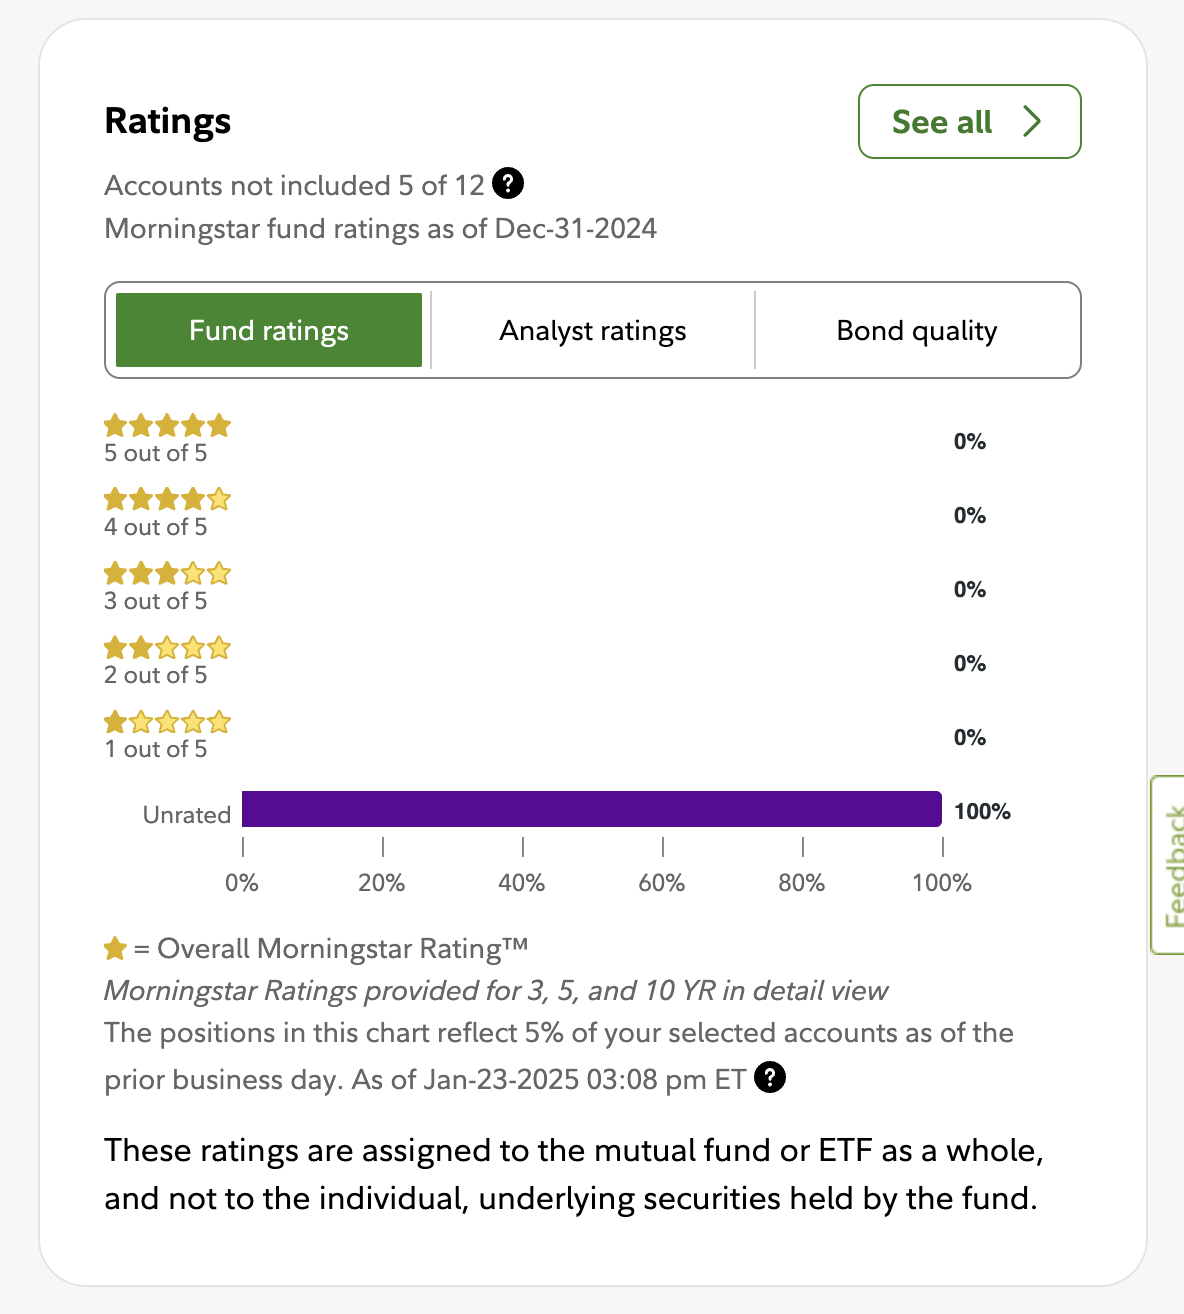 Ratings
See all
Accounts not included 5 of 12 ?
Morningstar fund ratings as of Dec-31-2024
Fund ratings
Analyst ratings
Bond quality
5 out of 5
0%
4 out of 5
0%
3 out of 5
0%
2 out of 5
0%
1 out of 5
0%
Unrated
100%
0% 20% 40% 60% 80% 100%
Feedback
= Overall Morningstar Rating™
Morningstar Ratings provided for 3, 5, and 10 YR in detail view
The positions in this chart reflect 5% of your selected accounts as of the
prior business day. As of Jan-23-2025 03:08 pm ET ?
These ratings are assigned to the mutual fund or ETF as a whole,
and not to the individual, underlying securities held by the fund.